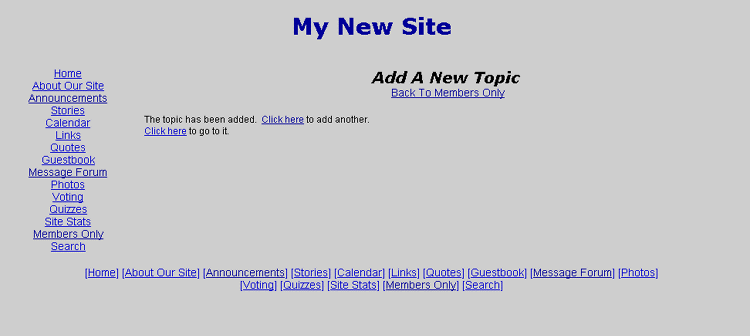 My New Site
Home
About Our Site
Announcements
Stories
Calendar
Links
Quotes
Guestbook
Message Forum
Photos
Voting
Quizzes
Site Stats
Members Only
Search
Add A New Topic
Back To Members Only
The topic has been added. Click here to add another.
Click here to go to it.
[Home] [About Our Site] [Announcements] [Stories] [Calendar] [Links] [Quotes] [Guestbook] [Message Forum] [Photos]
[Voting] [Quizzes] [Site Stats] [Members Only] [Search]